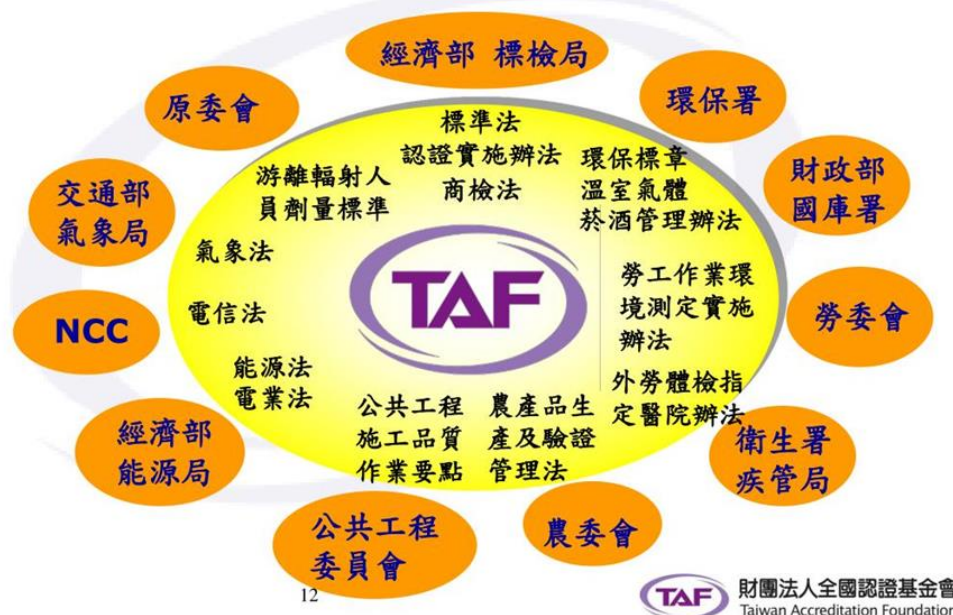 經濟部 標檢局
原委會
環保署
交通部
氣象局
財政部
國庫署
NCC
勞委會
經濟部
能源局
衛生署
疾管局
公共工程
委員會
農委會
標準法
認證實施辦法
商檢法
游離輻射人
員劑量標準
環保標章
溫室氣體
菸酒管理辦法
氣象法
電信法
能源法
電業法
TAF
勞工作業環
境測定實施
辦法
外勞體檢指
定醫院辦法
公共工程
施工品質
作業要點
農產品生
產及驗證
管理法
12
TAF
財團法人全國認證基金會
Taiwan Accreditation Foundation